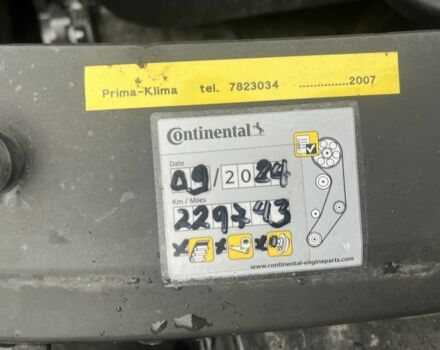 Prima-Klima tel. 7823034 ..............2007
Continental
Date
09/2024
Km / Miles
229743
x x x
www.continental-engineparts.com